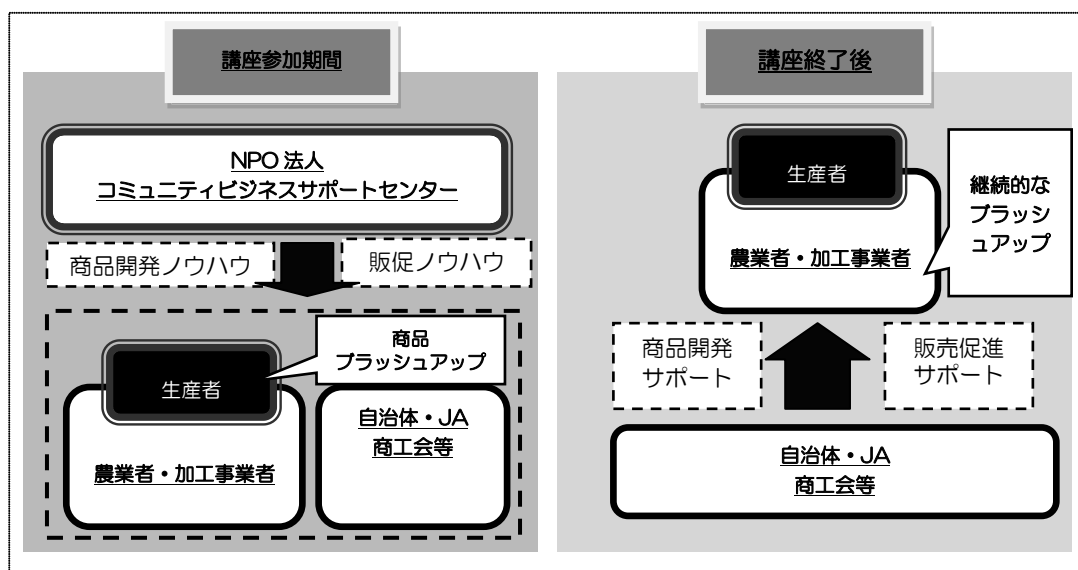 講座参加期間
NPO 法人
コミュニティビジネスサポートセンター
商品開発ノウハウ
販促ノウハウ
商品
ブラッシュアップ
生産者
農業者・加工事業者
自治体・JA
商工会等
講座終了後
生産者
農業者・加工事業者
継続的な
ブラッシ
ュアップ
商品開発
サポート
販売促進
サポート
自治体・JA
商工会等